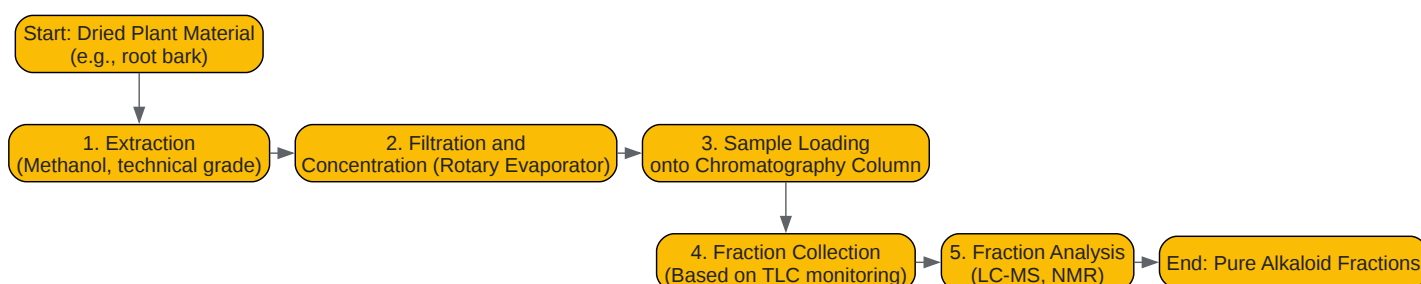 Start: Dried Plant Material
(e.g., root bark)
1. Extraction
(Methanol, technical grade)
2. Filtration and
Concentration (Rotary Evaporator)
3. Sample Loading
onto Chromatography Column
4. Fraction Collection
(Based on TLC monitoring)
5. Fraction Analysis
(LC-MS, NMR)
End: Pure Alkaloid Fractions